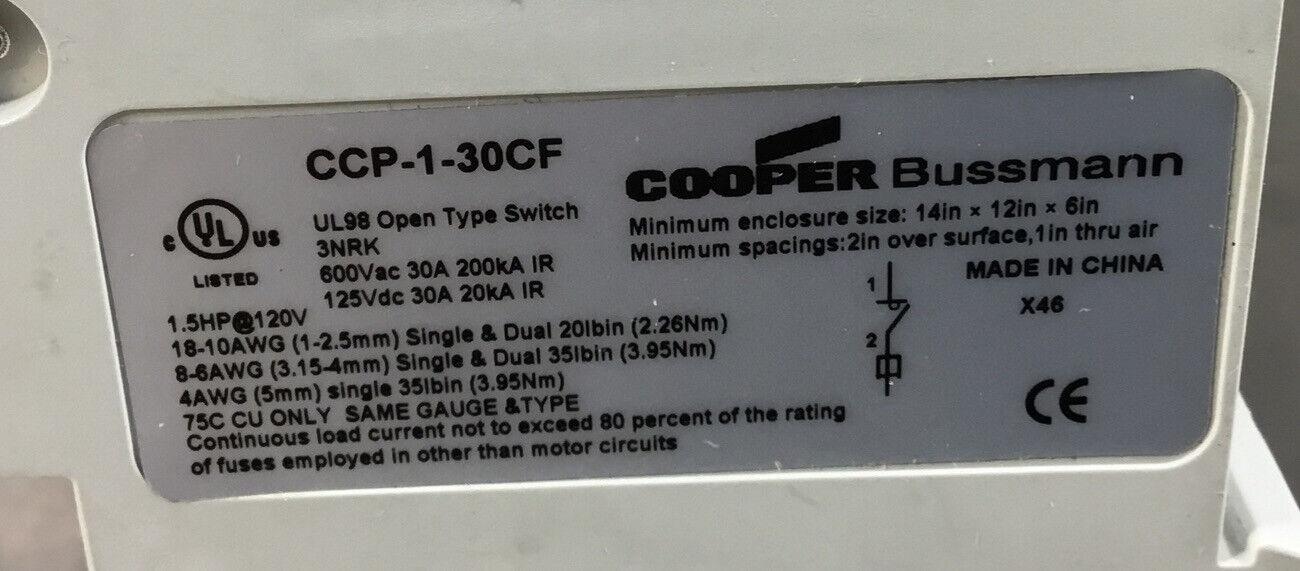 CCP-1-30CF
COOPER Bussmann
C UL US
LISTED
UL98 Open Type Switch
3NRK
600Vac 30A 200kA IR
125Vdc 30A 20kA IR
Minimum enclosure size: 14in × 12in × 6in
Minimum spacings:2in over surface,1in thru air
MADE IN CHINA
X46
1
2
1.5HP@120V
18-10AWG (1-2.5mm) Single & Dual 20lbin (2.26Nm)
8-6AWG (3.15-4mm) Single & Dual 35lbin (3.95Nm)
4AWG (5mm) single 35lbin (3.95Nm)
75C CU ONLY SAME GAUGE &TYPE
Continuous load current not to exceed 80 percent of the rating
of fuses employed in other than motor circuits
CE